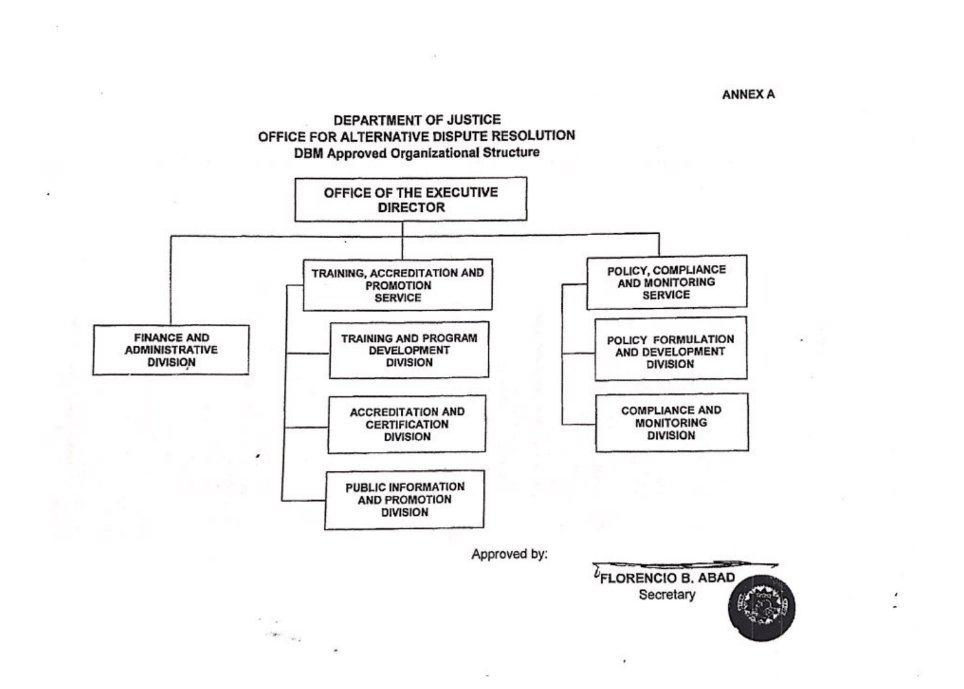 ANNEX A
DEPARTMENT OF JUSTICE
OFFICE FOR ALTERNATIVE DISPUTE RESOLUTION
DBM Approved Organizational Structure
OFFICE OF THE EXECUTIVE
DIRECTOR
TRAINING, ACCREDITATION AND
PROMOTION
SERVICE
POLICY, COMPLIANCE
AND MONITORING
SERVICE
FINANCE AND
ADMINISTRATIVE
DIVISION
TRAINING AND PROGRAM
DEVELOPMENT
DIVISION
POLICY FORMULATION
AND DEVELOPMENT
DIVISION
ACCREDITATION AND
CERTIFICATION
DIVISION
COMPLIANCE AND
MONITORING
DIVISION
PUBLIC INFORMATION
AND PROMOTION
DIVISION
Approved by:
FLORENCIO B. ABAD
Secretary